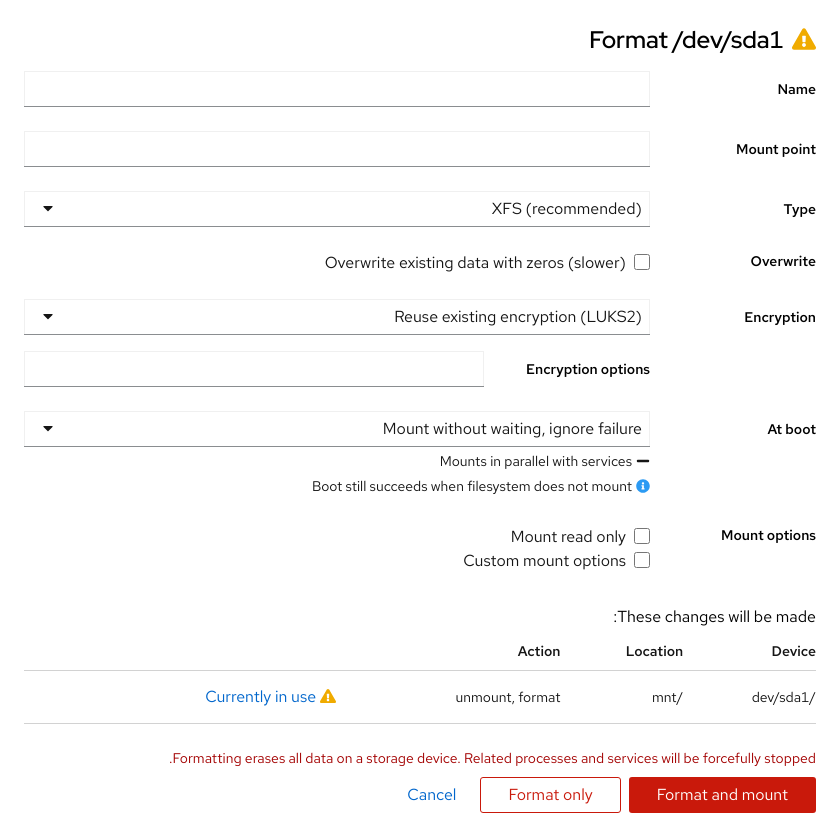 Format /dev/sda1
Name
Mount point
Type
XFS (recommended)
Overwrite
Overwrite existing data with zeros (slower)
Encryption
Reuse existing encryption (LUKS2)
Encryption options
At boot
Mount without waiting, ignore failure
Mounts in parallel with services
Boot still succeeds when filesystem does not mount
Mount options
Mount read only
Custom mount options
:These changes will be made
Device Location Action
dev/sda1/ mnt/ unmount, format Currently in use
.Formatting erases all data on a storage device. Related processes and services will be forcefully stopped
Format and mount Format only Cancel